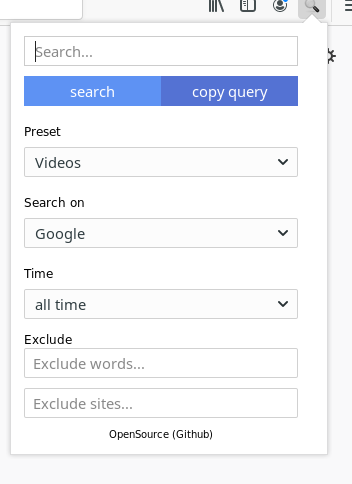 Search...
search
copy query
Preset
Videos
Search on
Google
Time
all time
Exclude
Exclude words...
Exclude sites...
OpenSource (Github)